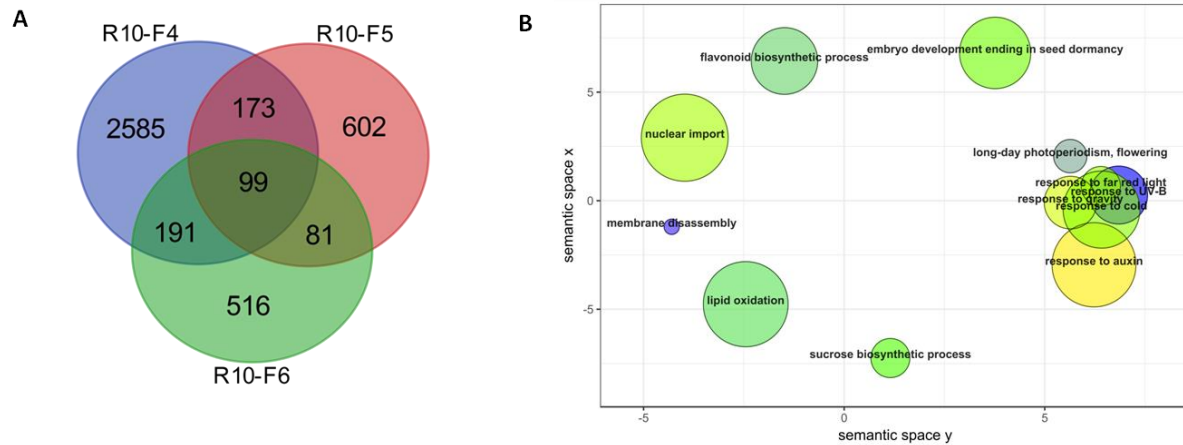 A
R10-F4
R10-F5
2585
173
602
99
191
81
516
R10-F6
B
embryo development ending in seed dormancy
flavonoid biosynthetic process
nuclear import
long-day photoperiodism, flowering
response to far red light
response to UV-B
response to gravity
response to cold
membrane disassembly
response to auxin
lipid oxidation
sucrose biosynthetic process
5
0
-5
semantic space x
-5
0
5
semantic space y